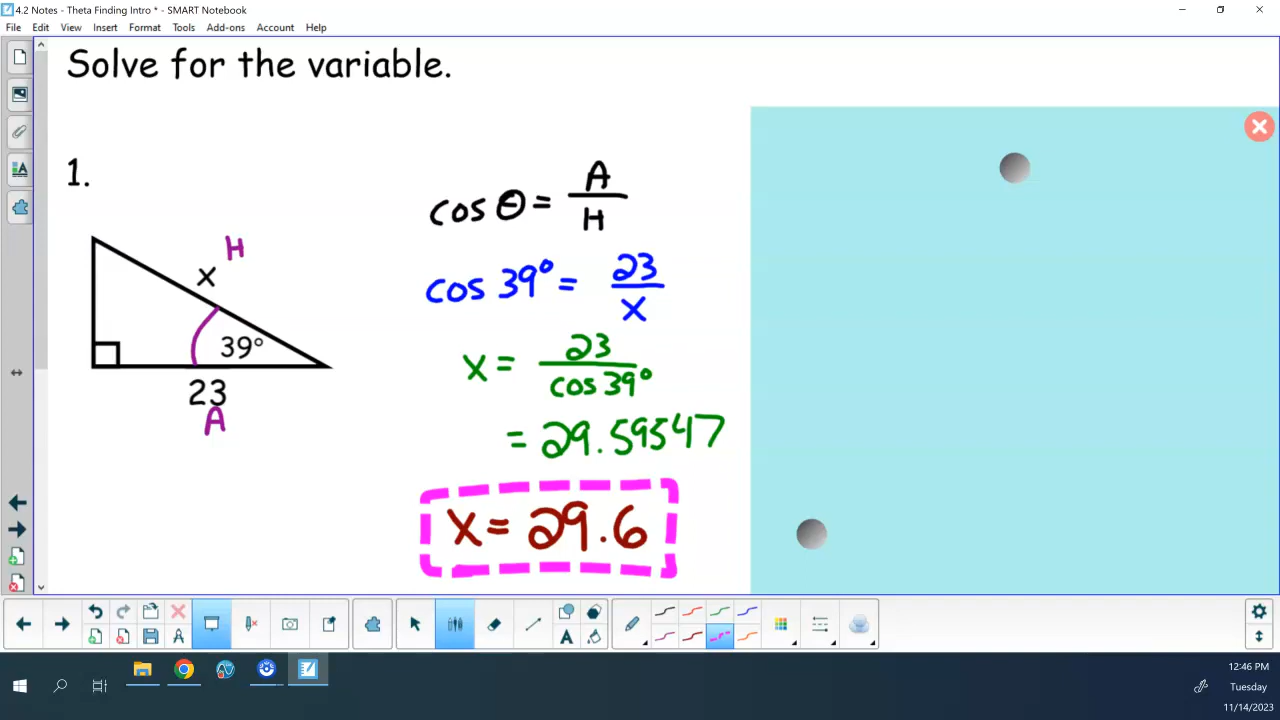 4.2 Notes - Theta Finding Intro * - SMART Notebook
File Edit View Insert Format Tools Add-ons Account Help
Solve for the variable.
1.
x H
39°
23
A
cos Θ = A/H
cos 39° = 23/x
x = 23/cos 39°
= 29.59547
x = 29.6
12:46 PM
Tuesday
11/14/2023